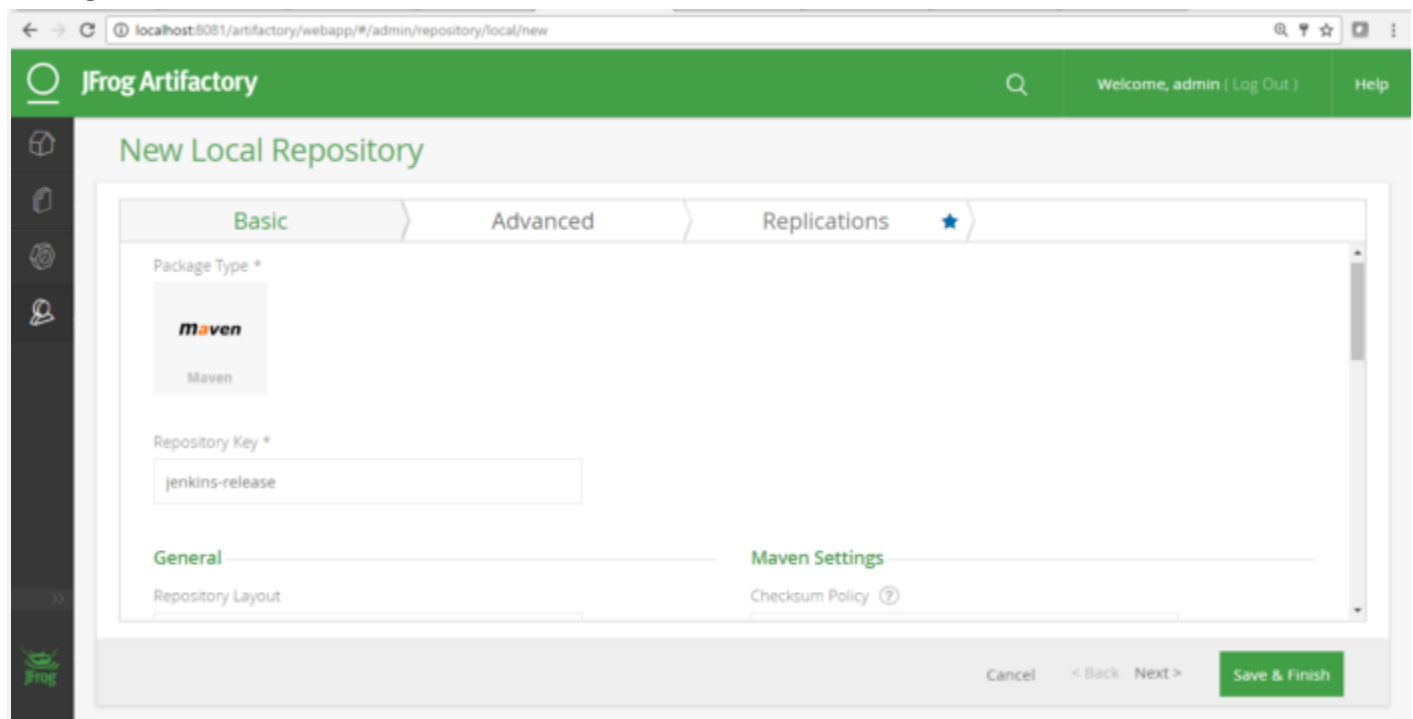 localhost:8081/artifactory/webapp/#/admin/repository/local/new
JFrog Artifactory
Welcome, admin ( Log Out )
Help
New Local Repository
Basic
Advanced
Replications
Package Type *
maven
Maven
Repository Key *
jenkins-release
General
Maven Settings
Repository Layout
Checksum Policy ?
JFrog
Cancel
< Back
Next >
Save & Finish